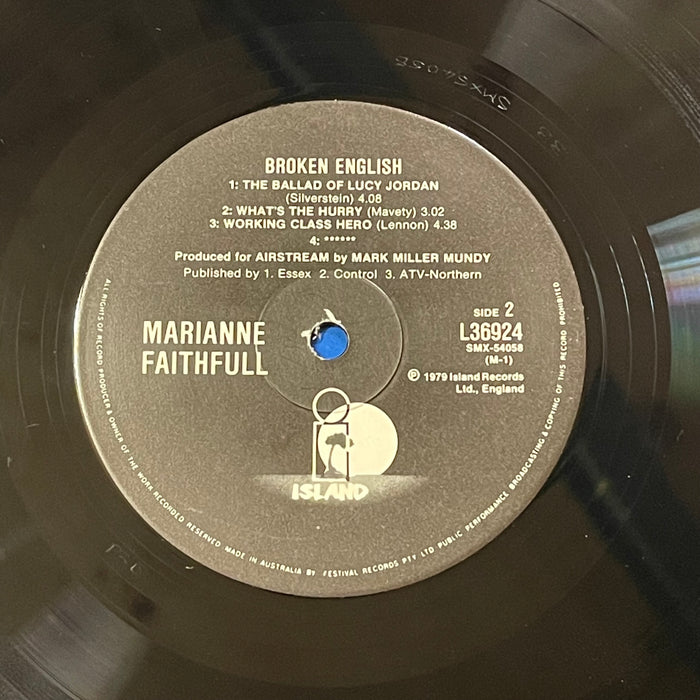 BROKEN ENGLISH
1: THE BALLAD OF LUCY JORDAN
(Silverstein) 4.08
2: WHAT'S THE HURRY (Mavety) 3.02
3: WORKING CLASS HERO (Lennon) 4.38
4: ******
Produced for AIRSTREAM by MARK MILLER MUNDY
Published by 1. Essex 2. Control 3. ATV-Northern
MARIANNE
FAITHFULL
SIDE 2
L36924
SMX-54058
(M-1)
℗ 1979 Island Records
Ltd., England
ISLAND
ALL RIGHTS OF RECORD PRODUCER & OWNER OF THE WORK RECORDED RESERVED MADE IN AUSTRALIA BY FESTIVAL RECORDS PTY LTD PUBLIC PERFORMANCE BROADCASTING & COPYING OF THIS RECORD PROHIBITED
SMX54058
33